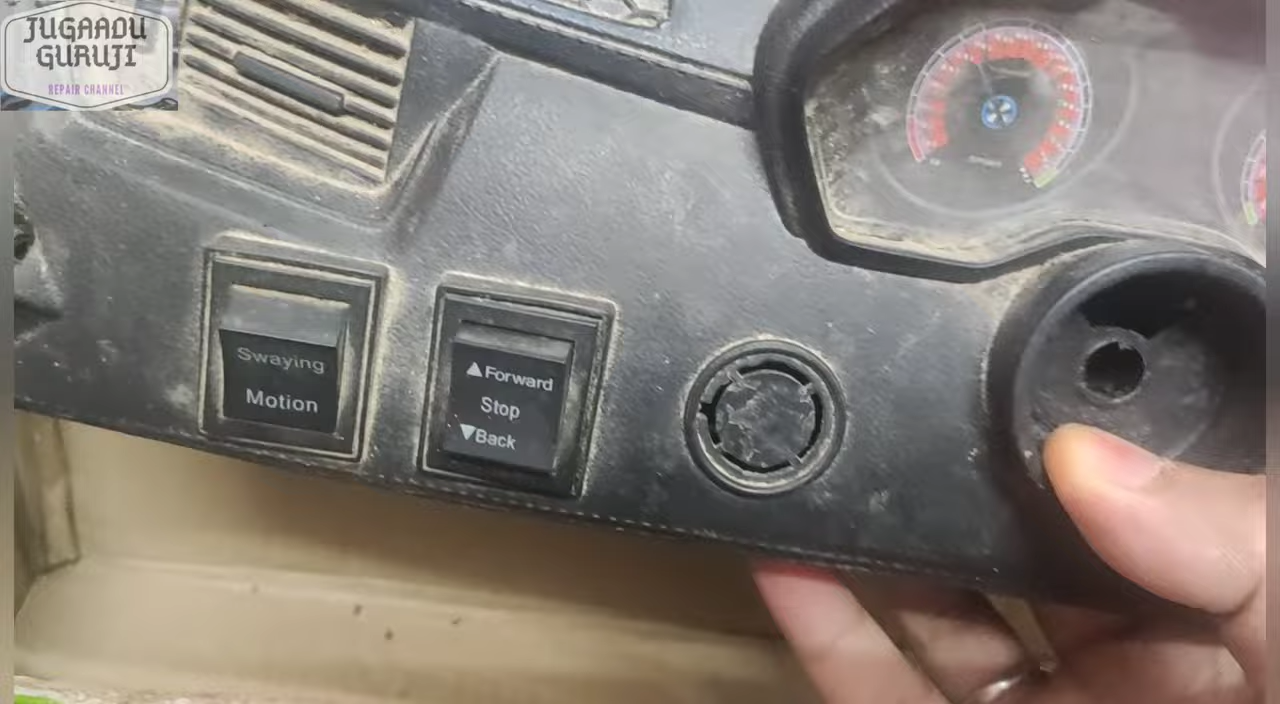 JUGAADU
GURUJI
REPAIR CHANNEL
Swaying
Motion
▲Forward
Stop
▼Back